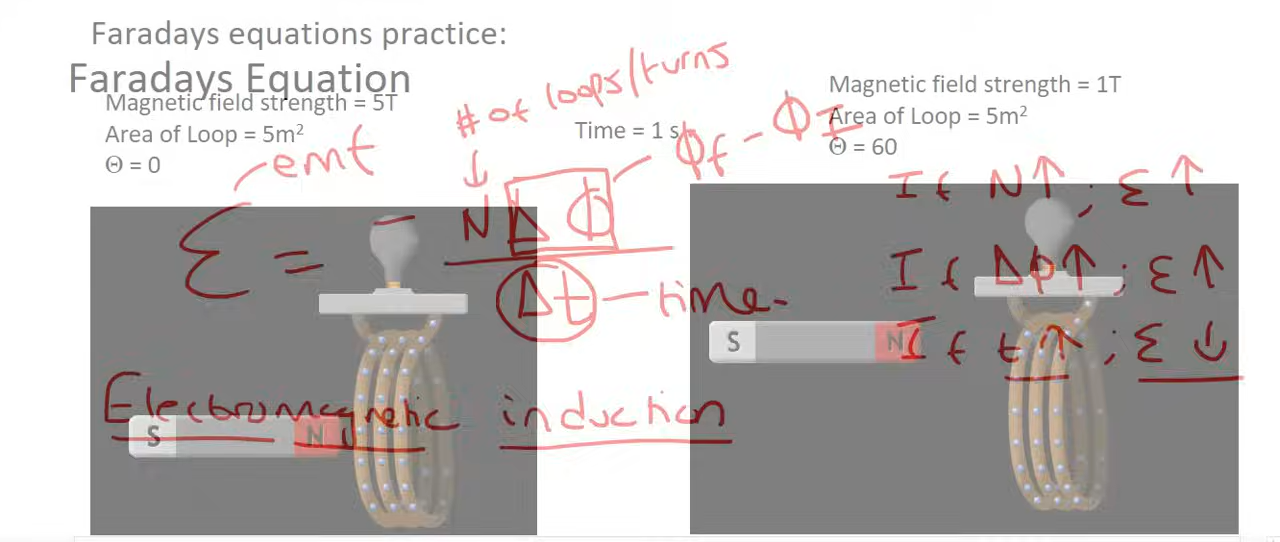 Faradays equations practice:
Faradays Equation
Magnetic field strength = 5T
Area of Loop = 5m²
Θ = 0
# of loops/turns
Time = 1 s
Φf - ΦI
Magnetic field strength = 1T
Area of Loop = 5m²
Θ = 60
emf
Ɛ = - NΔΦ
Δt
time
If N↑ ; Ɛ ↑
If Δφ↑ ; Ɛ ↑
If t↑ ; Ɛ ↓
S N
S N
Electromagnetic induction